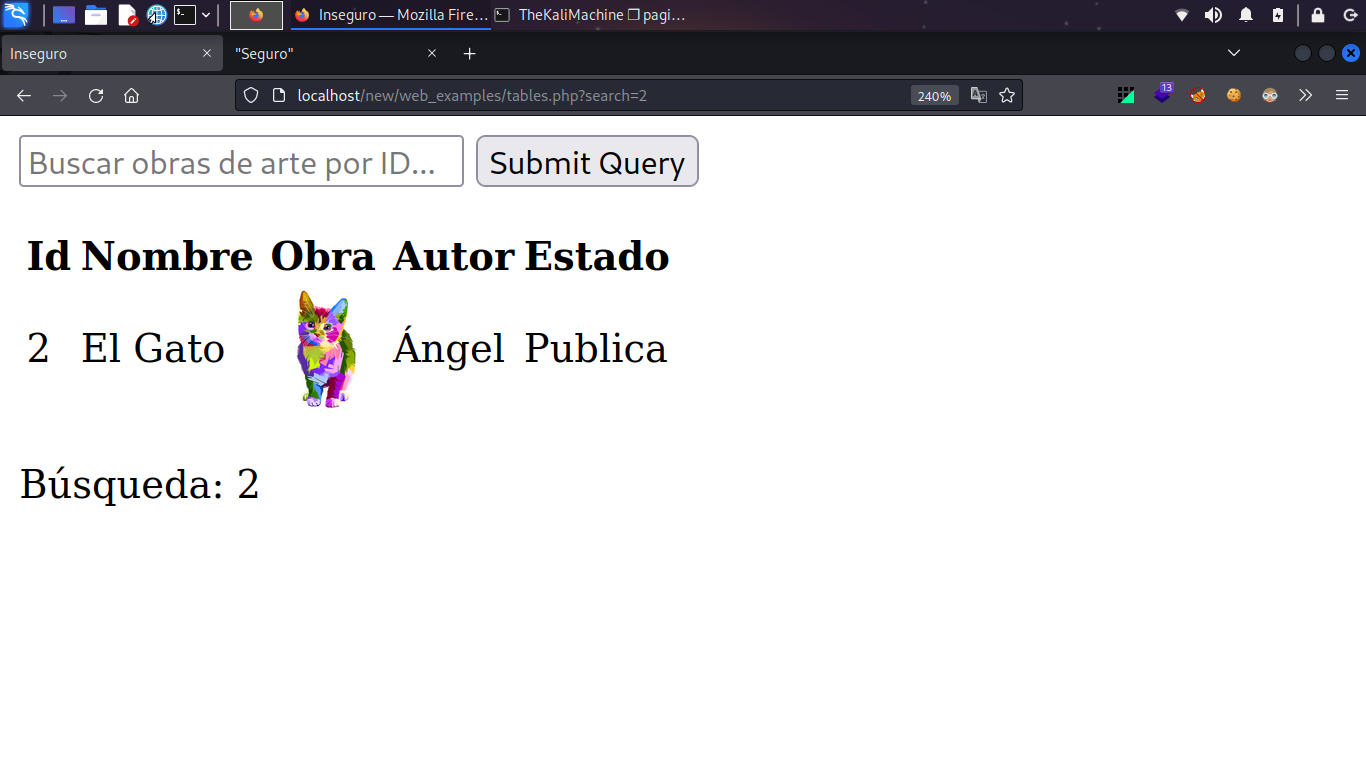 Inseguro — Mozilla Fire…
TheKaliMachine ❐ pagi…
Inseguro
"Seguro"
localhost/new/web_examples/tables.php?search=2
240%
13
Buscar obras de arte por ID...
Submit Query
Id Nombre Obra Autor Estado
2 El Gato Ángel Publica
Búsqueda: 2